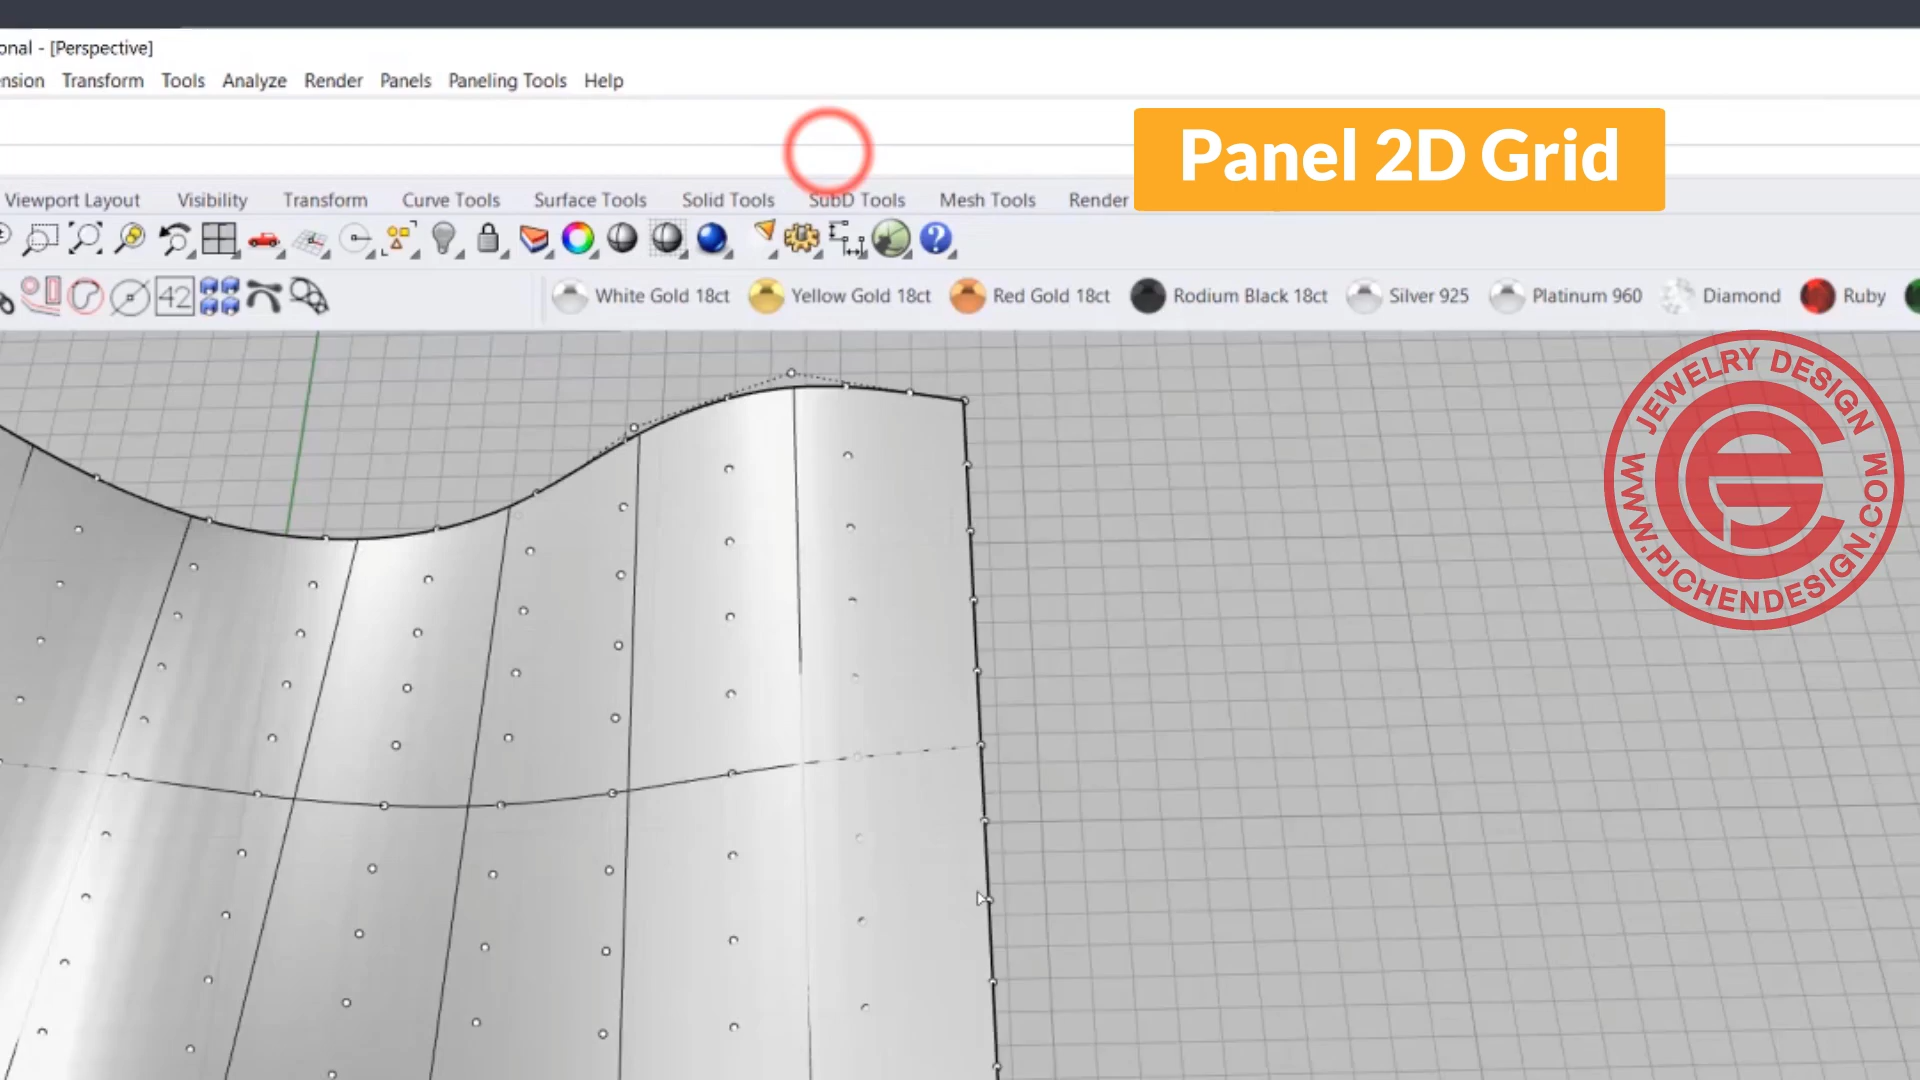 onal - [Perspective]
ension Transform Tools Analyze Render Panels Paneling Tools Help
Panel 2D Grid
Viewport Layout Visibility Transform Curve Tools Surface Tools Solid Tools SubD Tools Mesh Tools Render
42
White Gold 18ct Yellow Gold 18ct Red Gold 18ct Rodium Black 18ct Silver 925 Platinum 960 Diamond Ruby
JEWELRY DESIGN
WWW.PJCHENDESIGN.COM